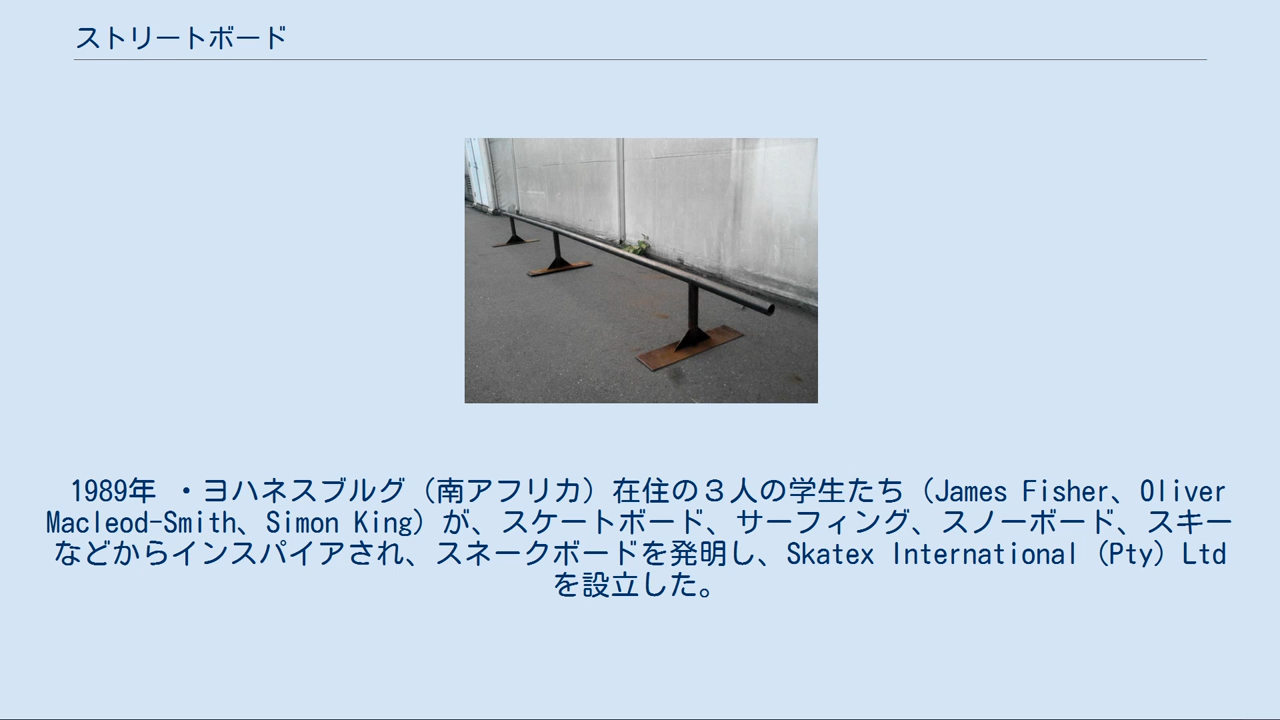 ストリートボード
1989年 ・ヨハネスブルグ（南アフリカ）在住の３人の学生たち（James Fisher、Oliver
Macleod-Smith、Simon King）が、スケートボード、サーフィング、スノーボード、スキー
などからインスパイアされ、スネークボードを発明し、Skatex International (Pty) Ltd
を設立した。